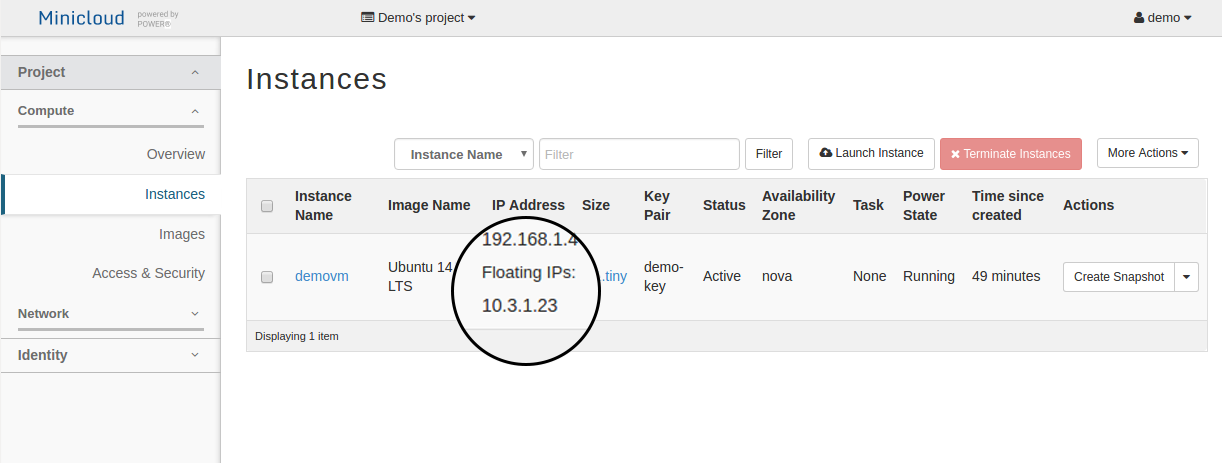 Minicloud powered by POWER®
Demo's project
demo
Project
Compute
Overview
Instances
Images
Access & Security
Network
Identity
Instances
Instance Name Filter Filter Launch Instance Terminate Instances More Actions
Instance Name Image Name IP Address Size Key Pair Status Availability Zone Task Power State Time since created Actions
demovm Ubuntu 14 LTS 192.168.1.4 Floating IPs: 10.3.1.23 .tiny demo-key Active nova None Running 49 minutes Create Snapshot
Displaying 1 item